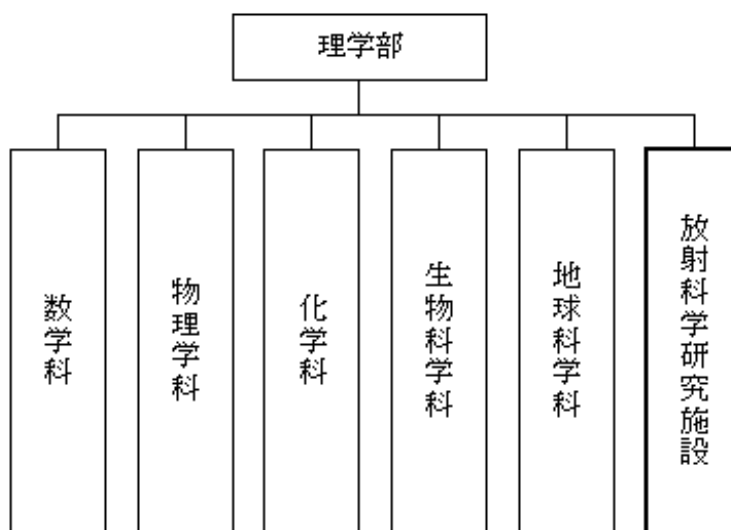 理学部
数学科
物理学科
化学科
生物科学科
地球科学科
放射科学研究施設